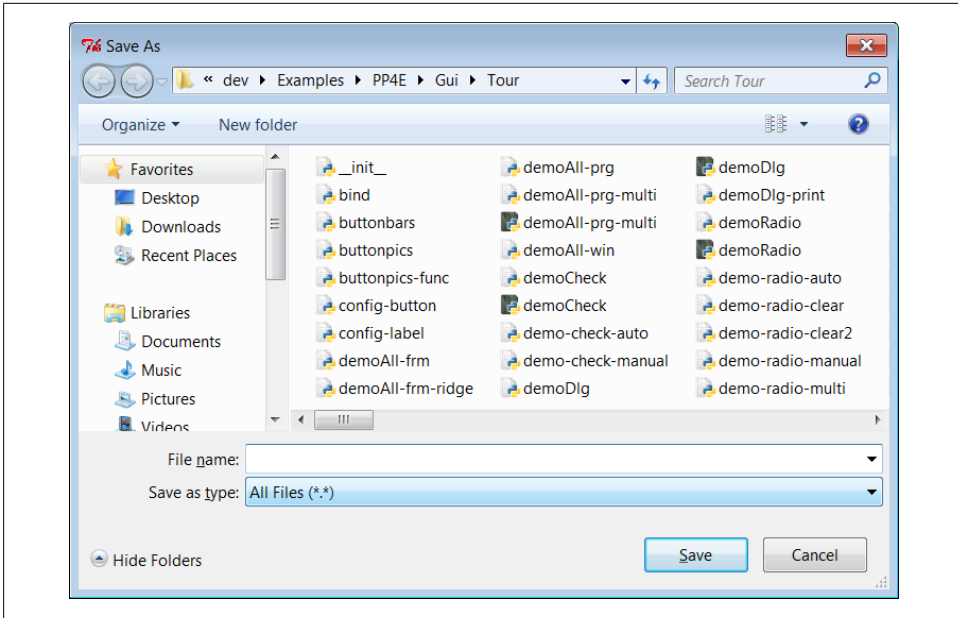 Save As
« dev ▸ Examples ▸ PP4E ▸ Gui ▸ Tour
Search Tour
Organize
New folder
Favorites
Desktop
Downloads
Recent Places
Libraries
Documents
Music
Pictures
Videos
__init__
bind
buttonbars
buttonpics
buttonpics-func
config-button
config-label
demoAll-frm
demoAll-frm-ridge
demoAll-prg
demoAll-prg-multi
demoAll-prg-multi
demoAll-win
demoCheck
demoCheck
demo-check-auto
demo-check-manual
demoDlg
demoDlg
demoDlg-print
demoRadio
demoRadio
demo-radio-auto
demo-radio-clear
demo-radio-clear2
demo-radio-manual
demo-radio-multi
File name:
Save as type: All Files (*.*)
Hide Folders
Save
Cancel